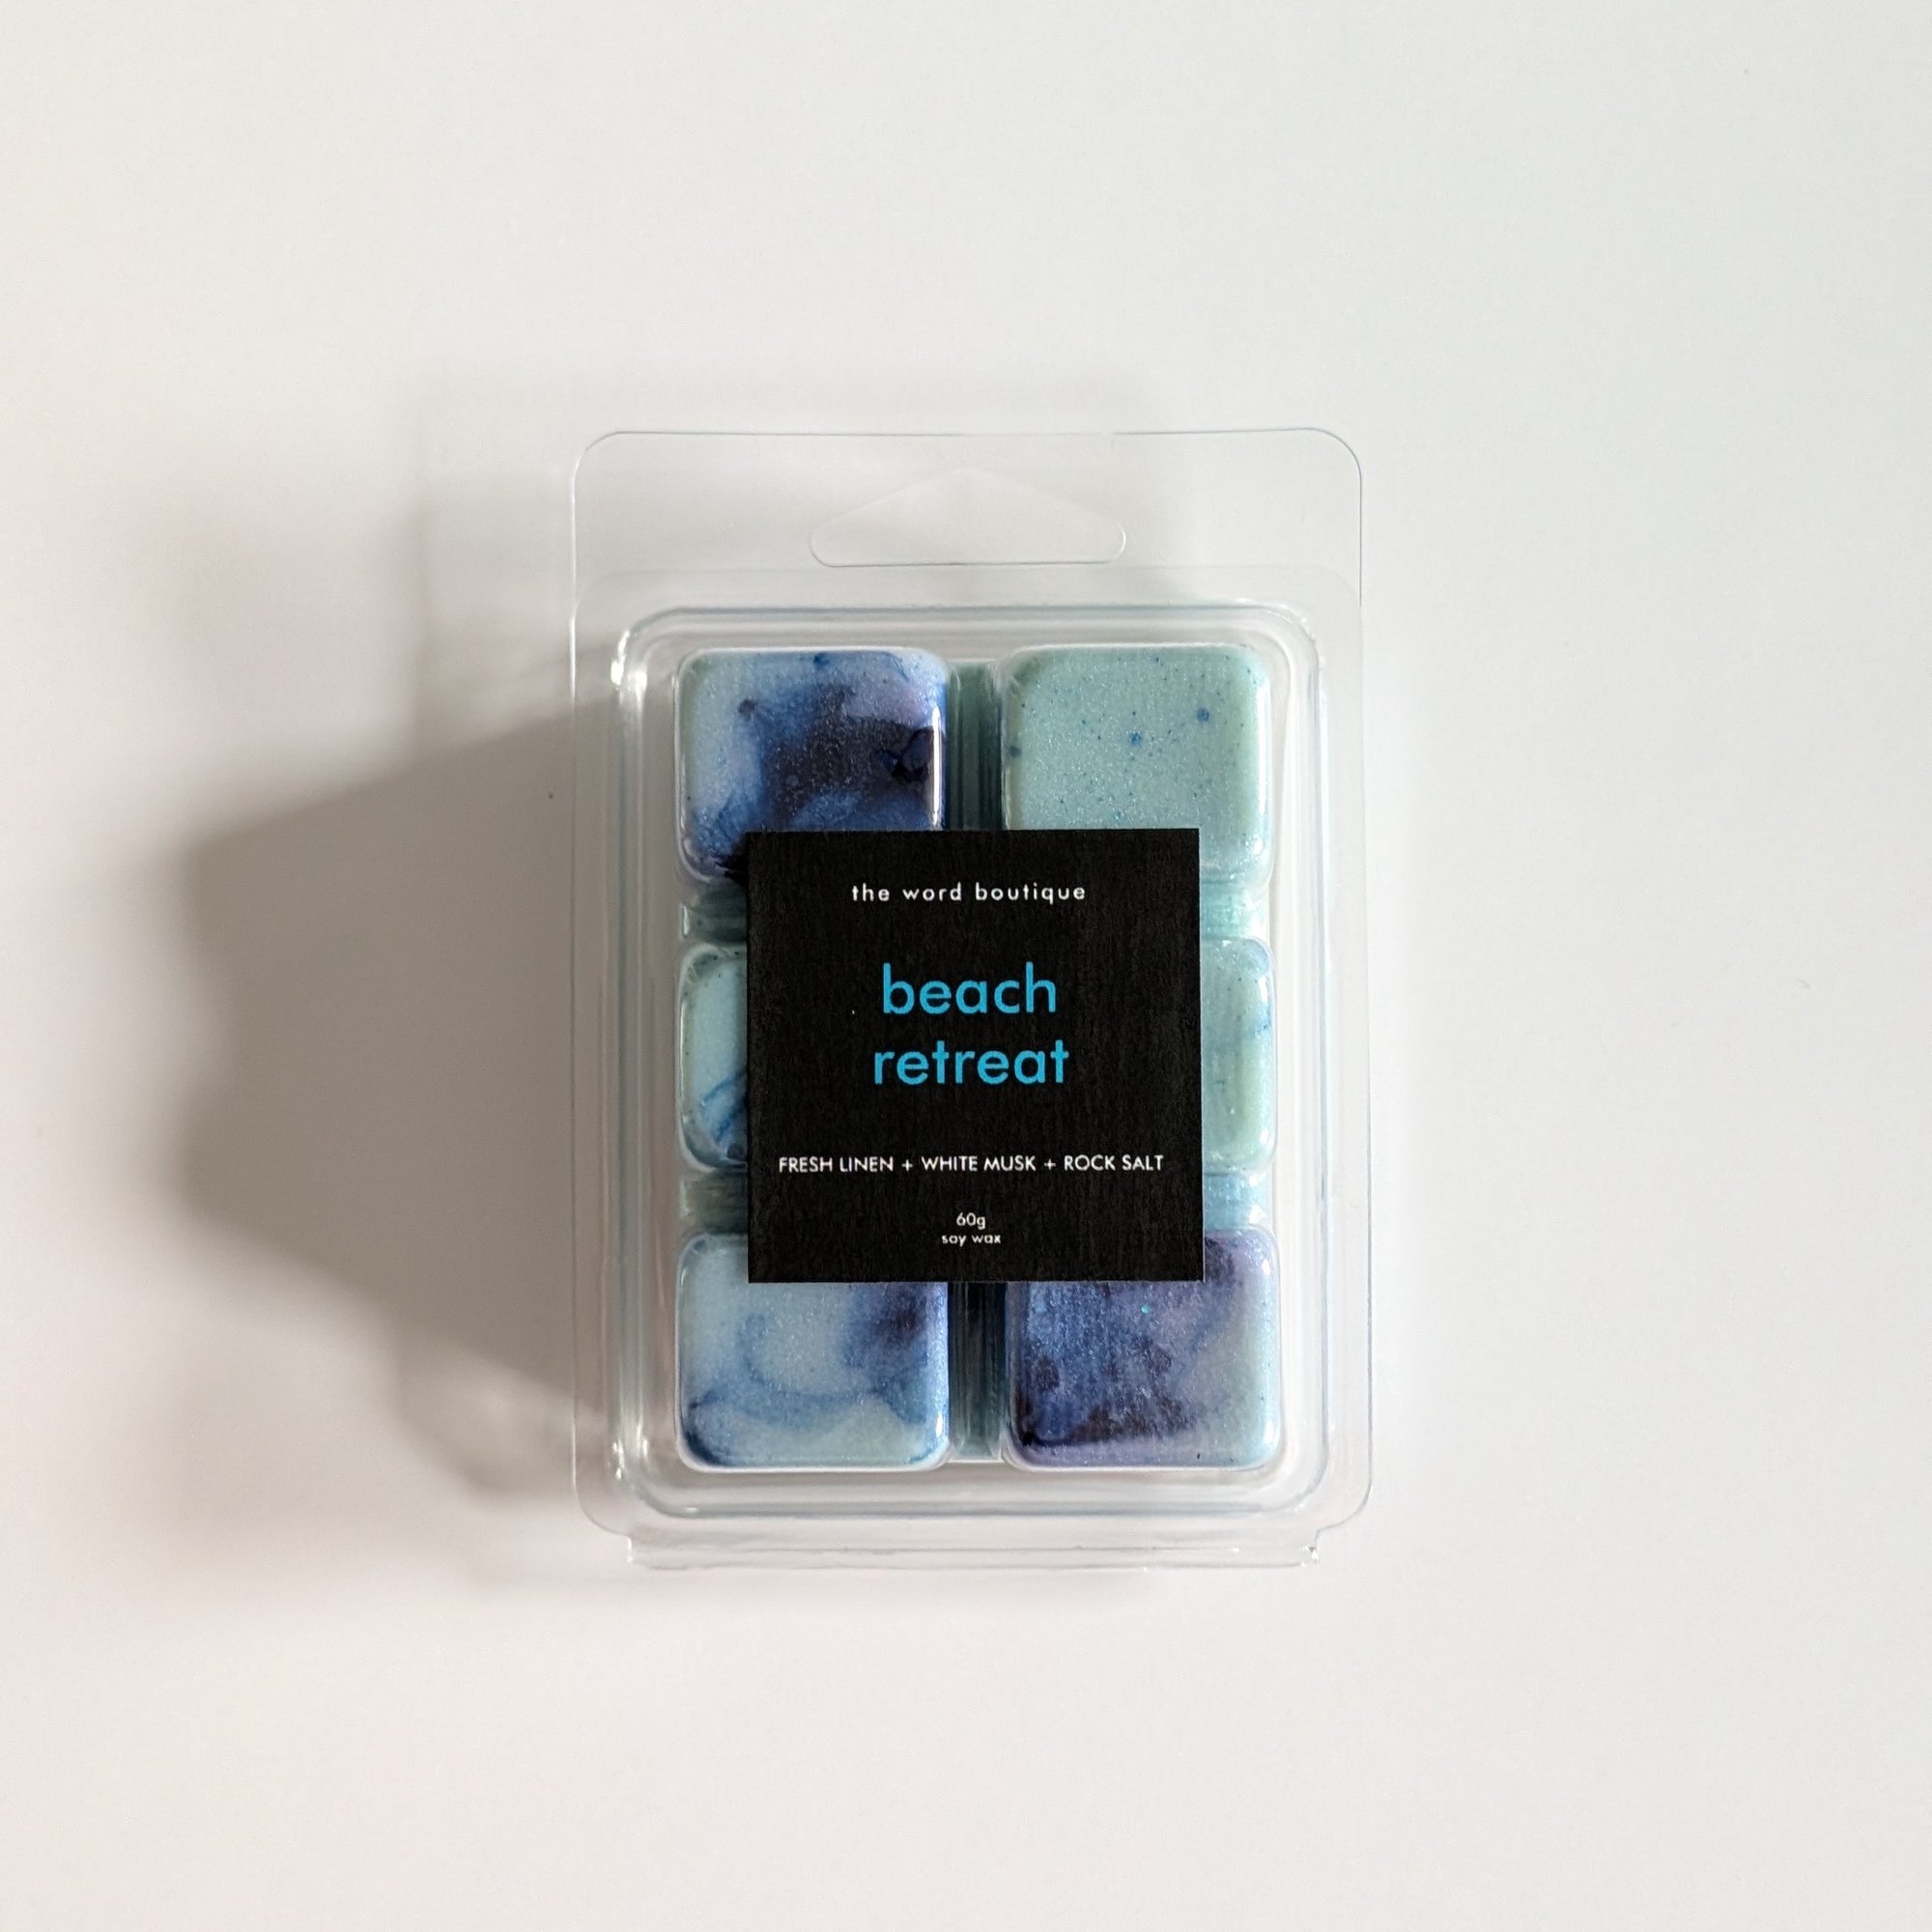 the word boutique
beach
retreat
FRESH LINEN + WHITE MUSK + ROCK SALT
60g
soy wax